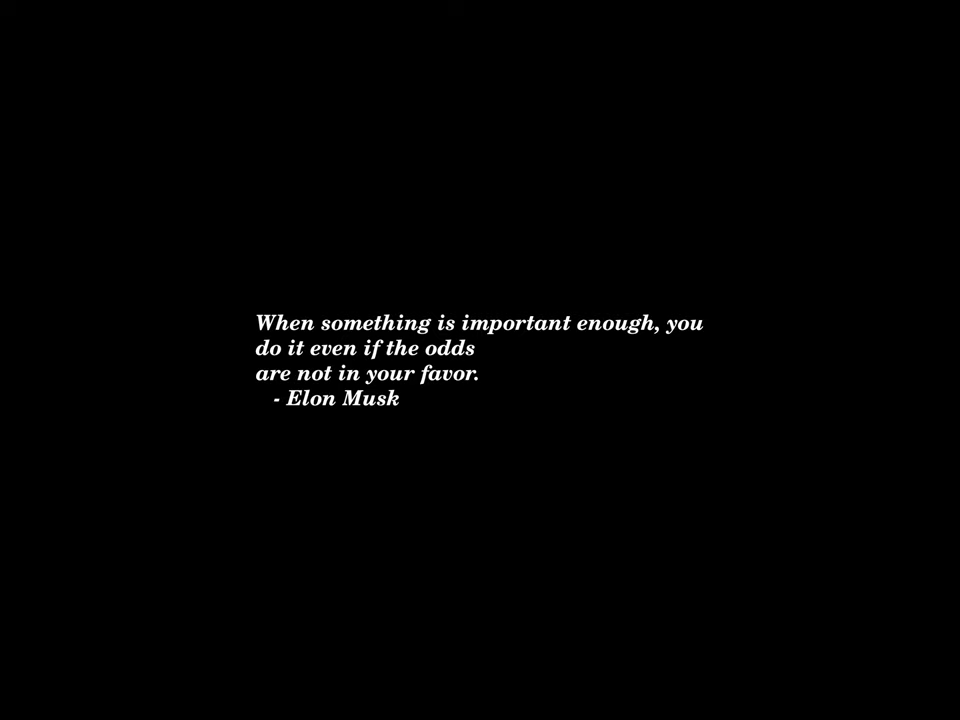 When something is important enough, you
do it even if the odds
are not in your favor.
- Elon Musk